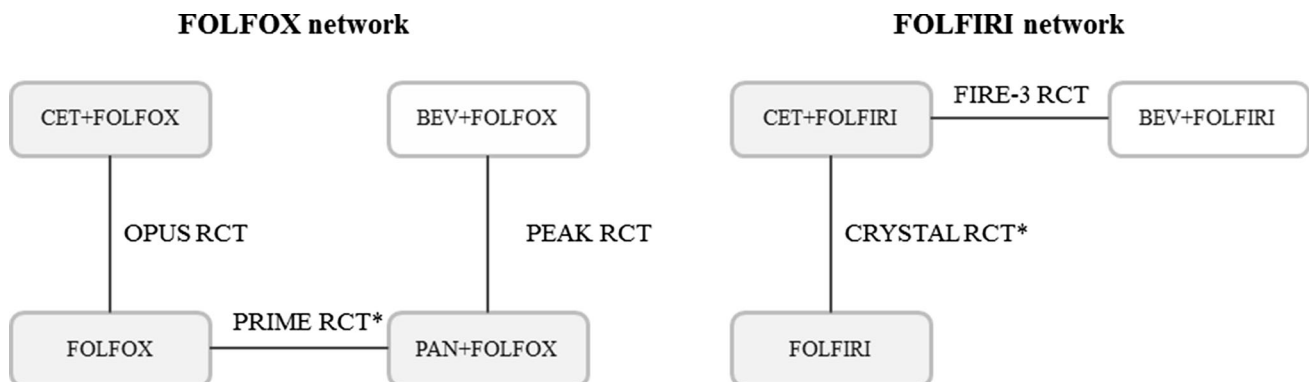 FOLFOX network
FOLFIRI network
CET+FOLFOX
BEV+FOLFOX
CET+FOLFIRI
FIRE-3 RCT
BEV+FOLFIRI
OPUS RCT
PEAK RCT
CRYSTAL RCT*
FOLFOX
PRIME RCT*
PAN+FOLFOX
FOLFIRI